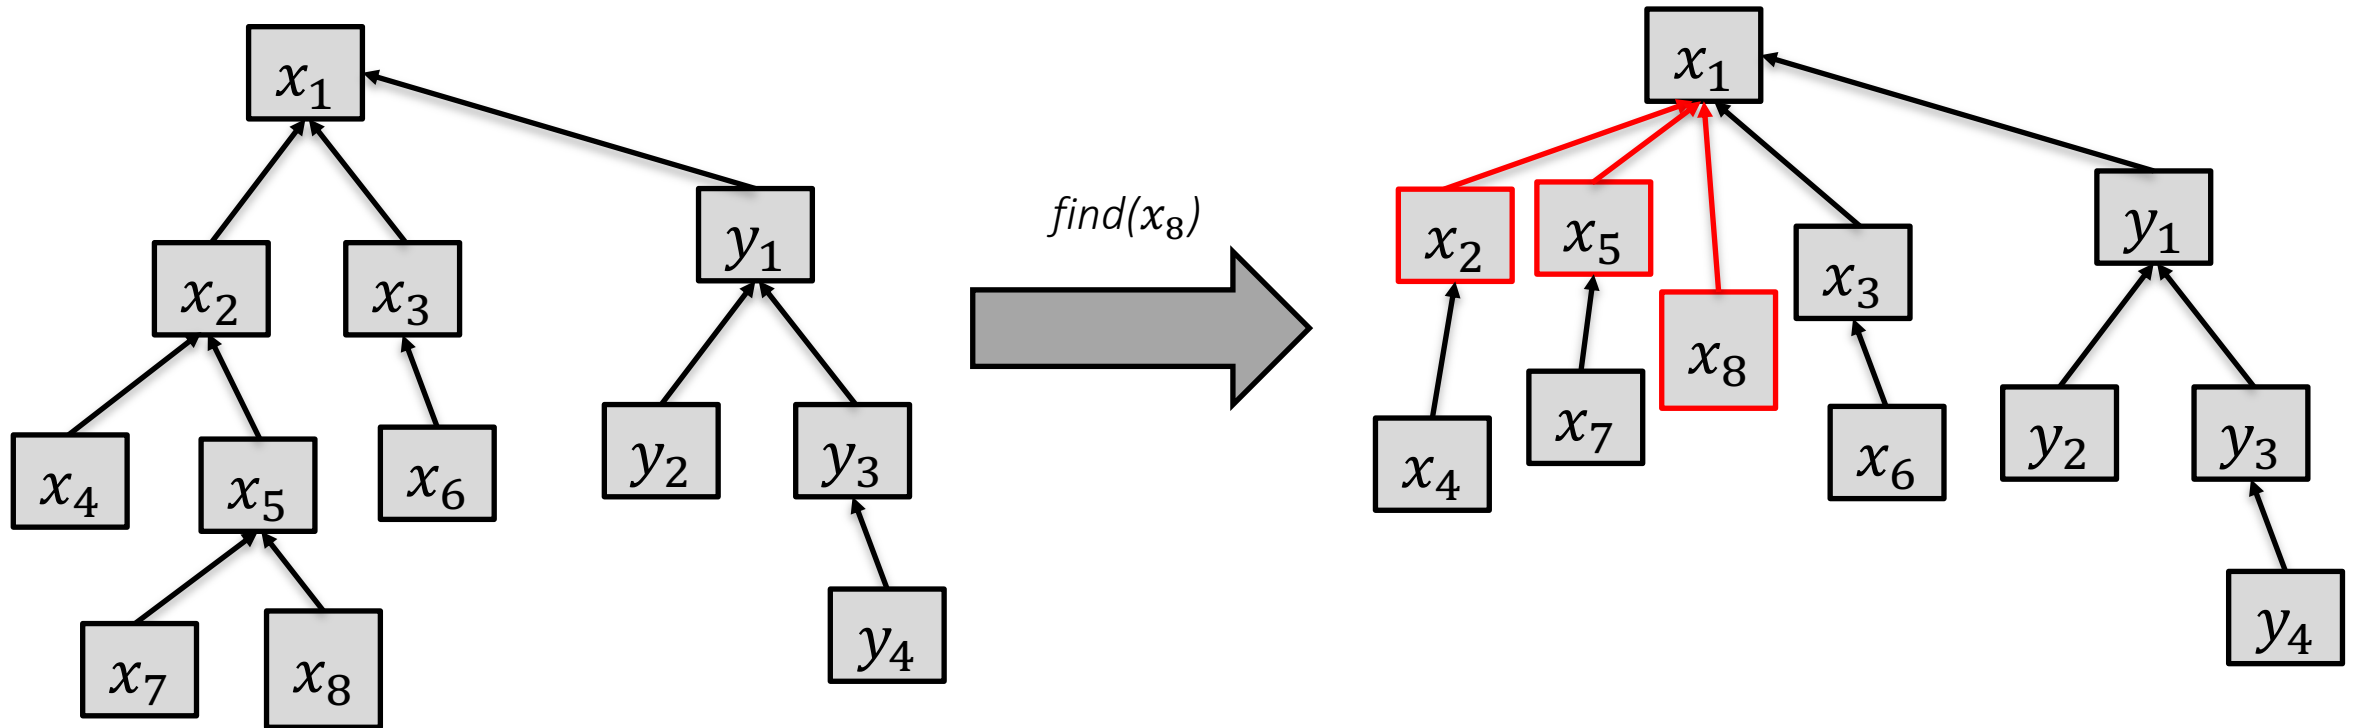 x₁
y₁
x₂
x₃
x₄
x₅
x₆
y₂
y₃
x₇
x₈
y₄
find(x₈)
x₁
x₂
x₅
x₈
x₃
y₁
x₄
x₇
x₆
y₂
y₃
y₄